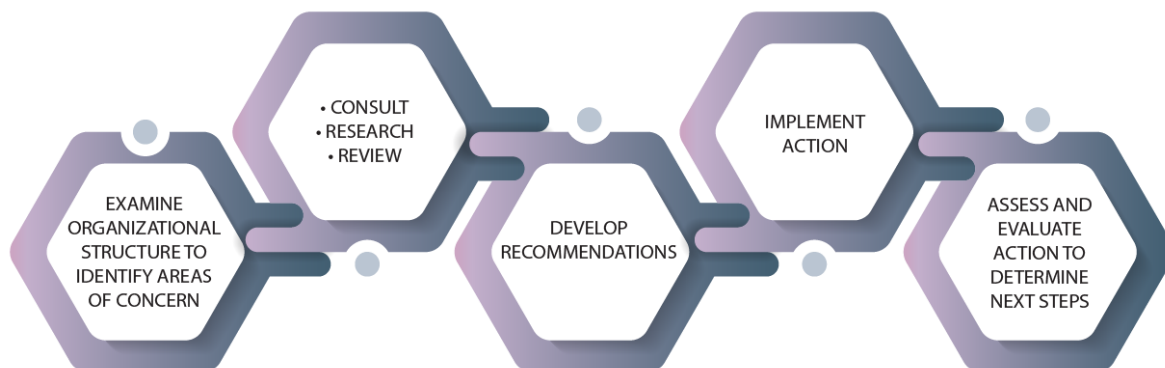 EXAMINE
ORGANIZATIONAL
STRUCTURE TO
IDENTIFY AREAS
OF CONCERN
• CONSULT
• RESEARCH
• REVIEW
DEVELOP
RECOMMENDATIONS
IMPLEMENT
ACTION
ASSESS AND
EVALUATE
ACTION TO
DETERMINE
NEXT STEPS